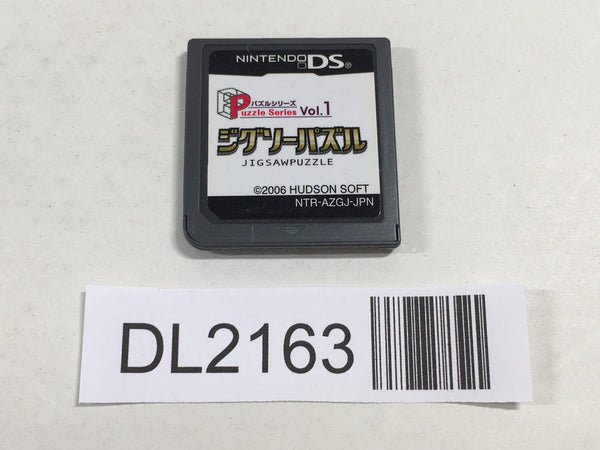 NINTENDO DS®
パズルシリーズ
Puzzle Series Vol.1
ジグソーパズル
JIGSAWPUZZLE
©2006 HUDSON SOFT
NTR-AZGJ-JPN
DL2163